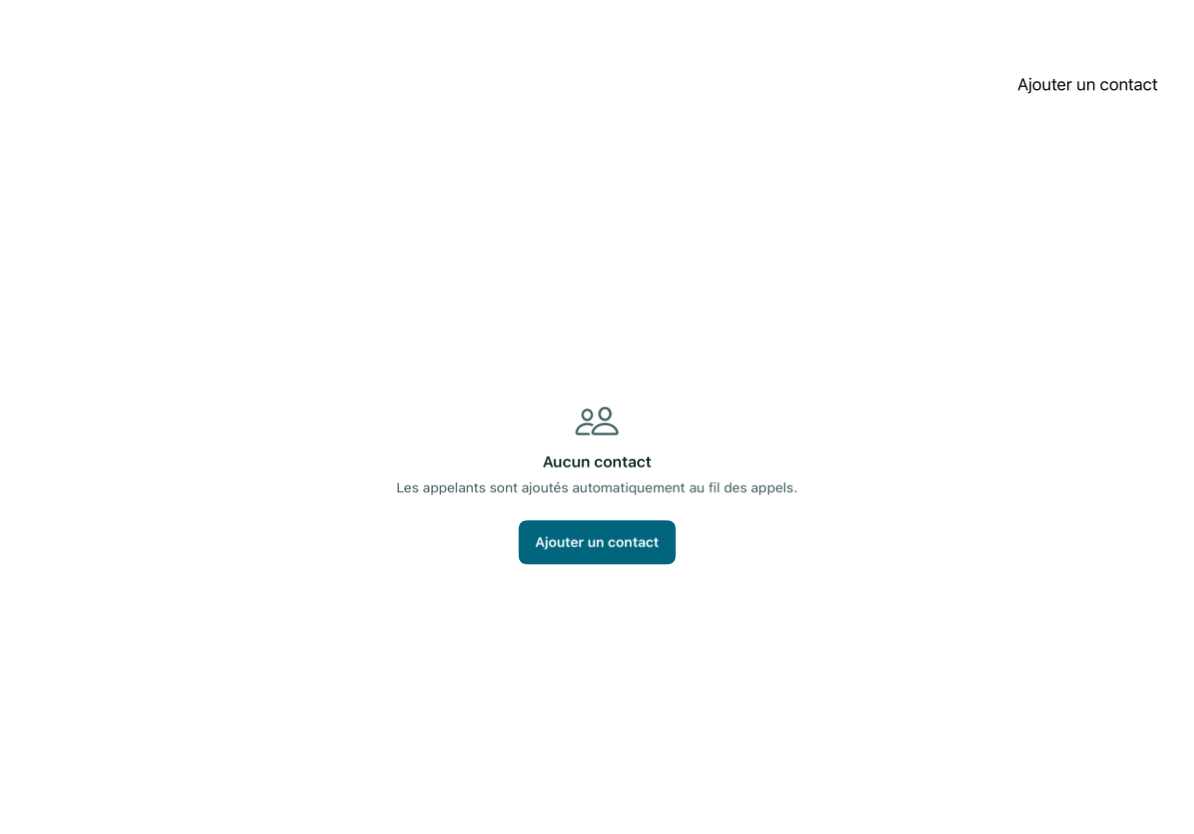 Ajouter un contact
Aucun contact
Les appelants sont ajoutés automatiquement au fil des appels.
Ajouter un contact